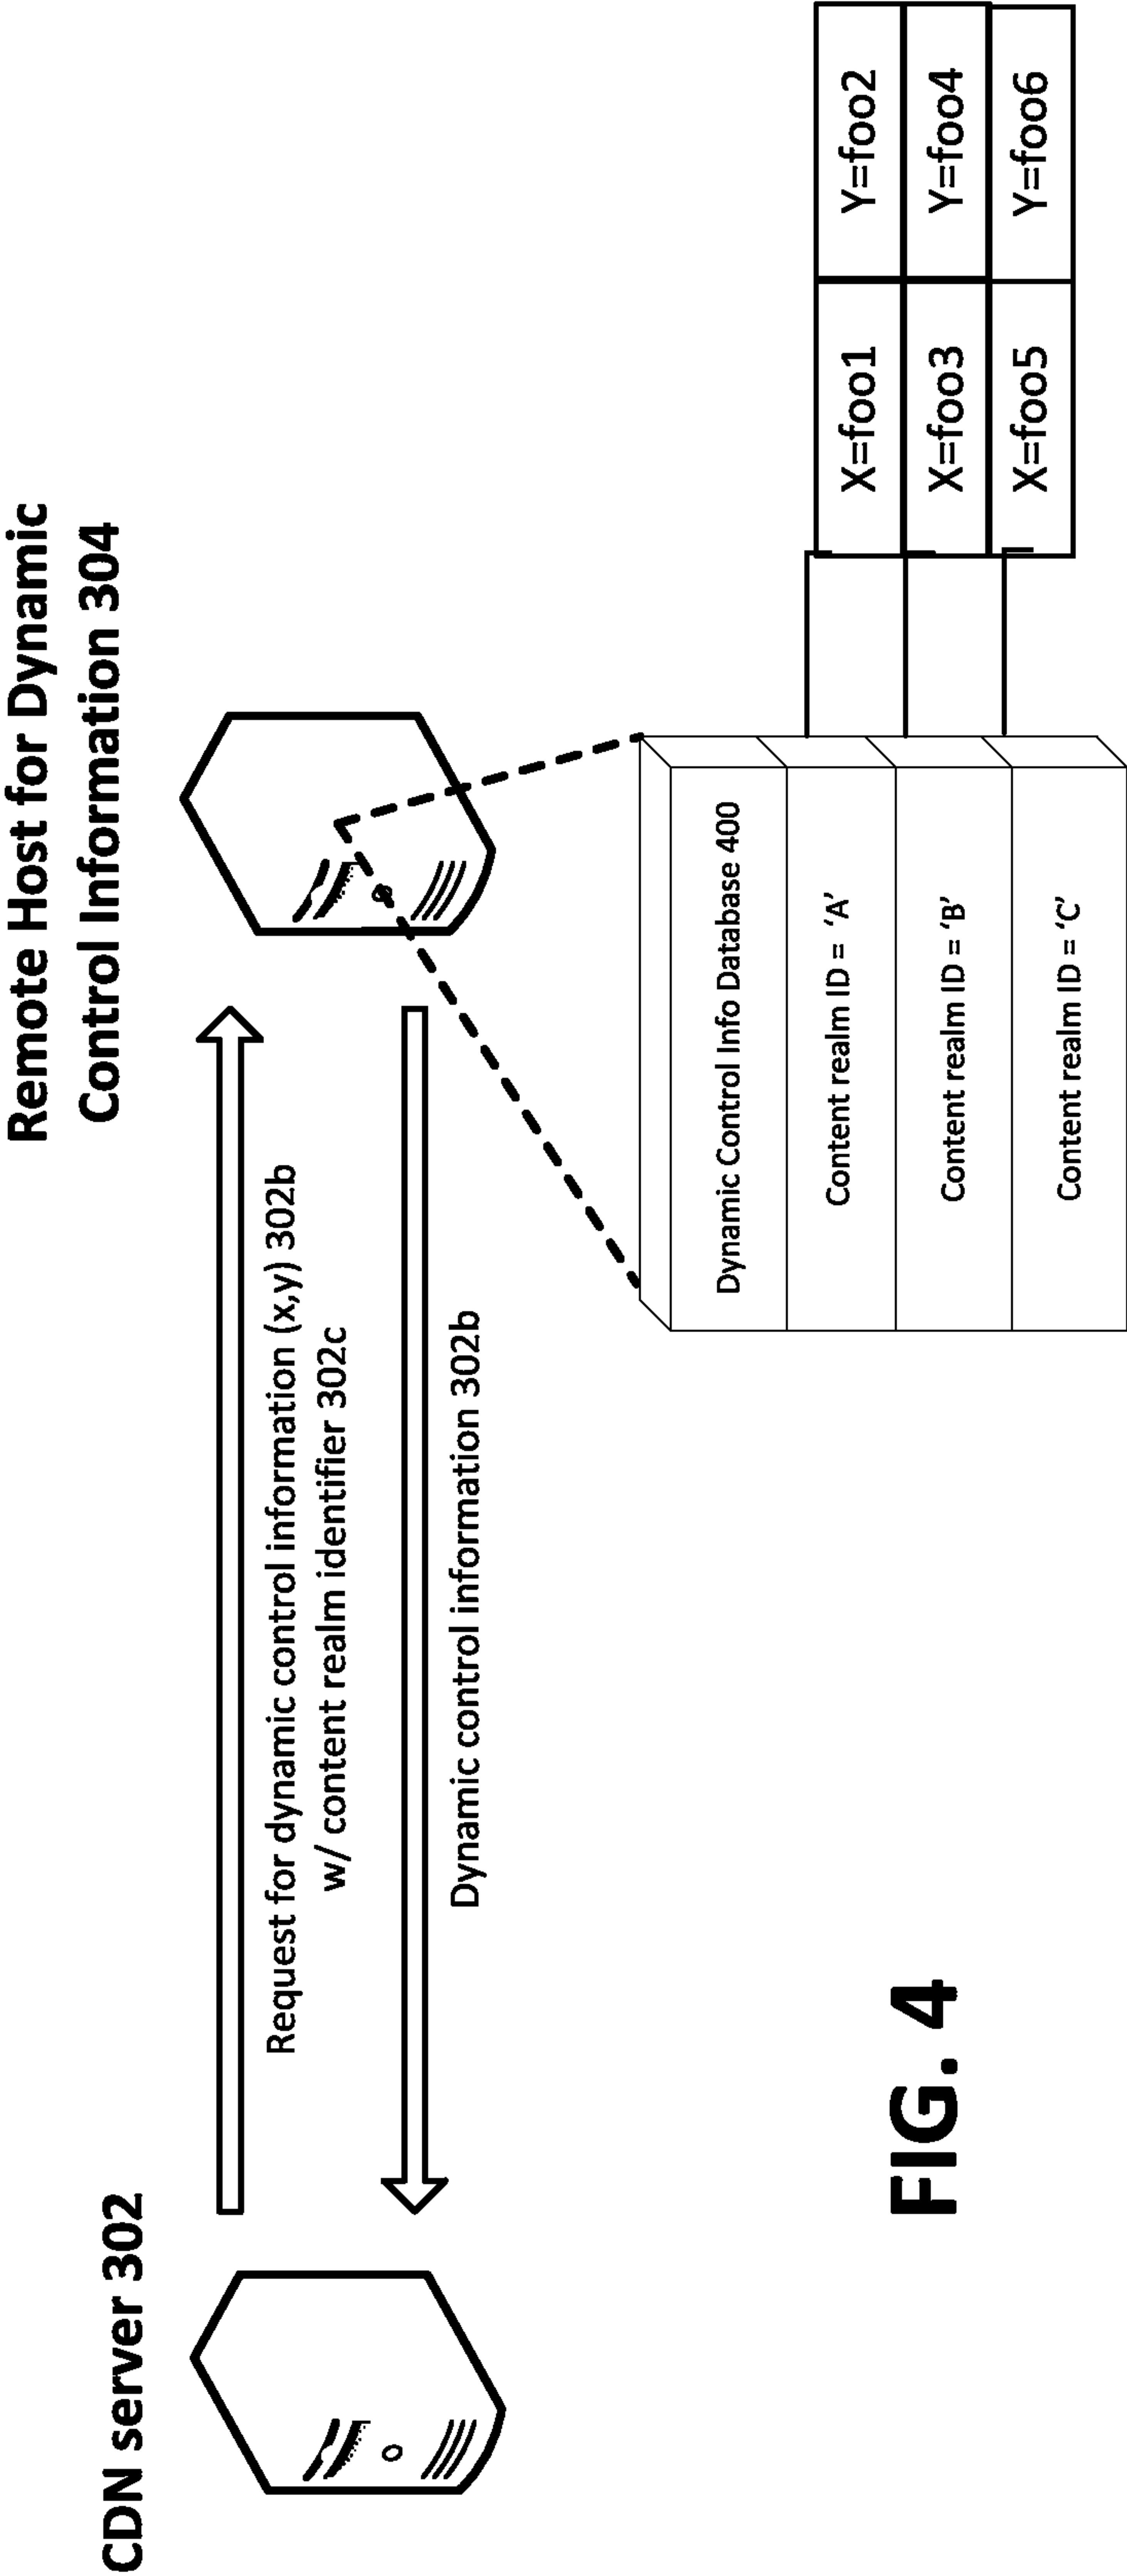 CDN server 302
Remote Host for Dynamic
Control Information 304
Request for dynamic control information (x,y) 302b
w/ content realm identifier 302c
Dynamic control information 302b
Dynamic Control Info Database 400
Content realm ID = ‘A’
X=foo1 Y=foo2
Content realm ID = ‘B’
X=foo3 Y=foo4
Content realm ID = ‘C’
X=foo5 Y=foo6
FIG. 4